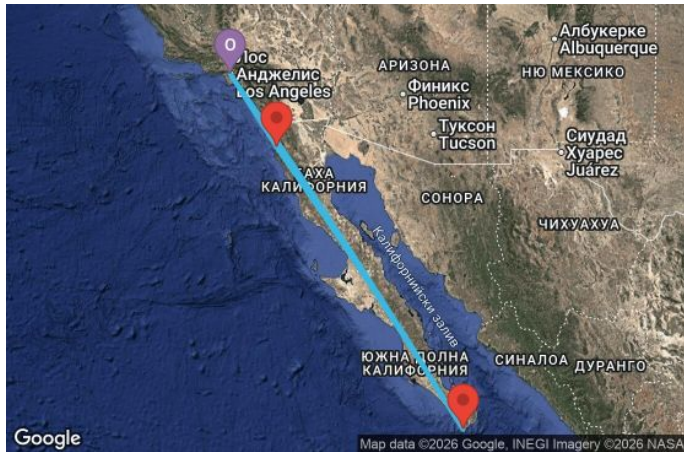 O
Лос
Анджелис
Los Angeles
Албукерке
Albuquerque
АРИЗОНА
НЮ МЕКСИКО
Финикс
Phoenix
Туксон
Tucson
Сиудад
Хуарес
Juárez
БАХА
КАЛИФОРНИЯ
СОНОРА
ЧИХУАХУА
Калифорнийски залив
ЮЖНА ДОЛНА
КАЛИФОРНИЯ
СИНАЛОА
ДУРАНГО
Google
Map data ©2026 Google, INEGI Imagery ©2026 NASA